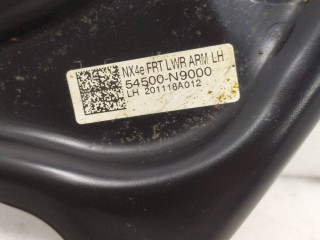 NX4e FRT LWR ARM LH
54500-N9000
LH 201118A012